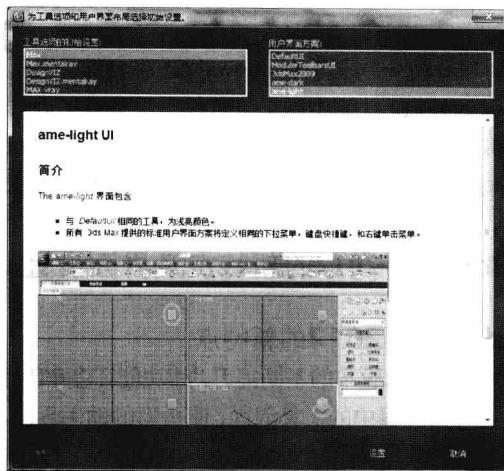 为工具选项和用户界面布局选择初始设置。
工具选项的初始设置:
Max
Max.mentalray
DesignVIZ
DesignVIZ.mentalray
MAX.vray
用户界面方案:
DefaultUI
ModularToolbarsUI
3dsMax2009
ame-dark
ame-light
ame-light UI
简介
The ame-light 界面包含
与 DefaultUI 相同的工具，为浅亮颜色。
所有 3ds Max 提供的标准用户界面方案将定义相同的下拉菜单，键盘快捷键，和右键单击菜单。
设置
取消